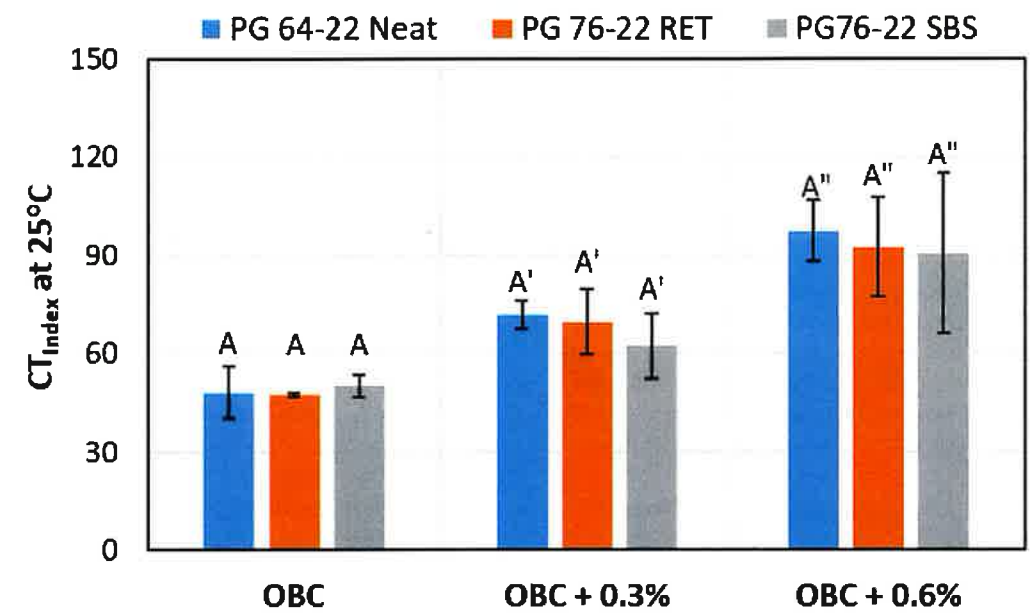 PG 64-22 Neat PG 76-22 RET PG76-22 SBS
150
120
90
60
30
0
CTIndex at 25°C
A A A
A' A' A'
A" A" A"
OBC OBC + 0.3% OBC + 0.6%